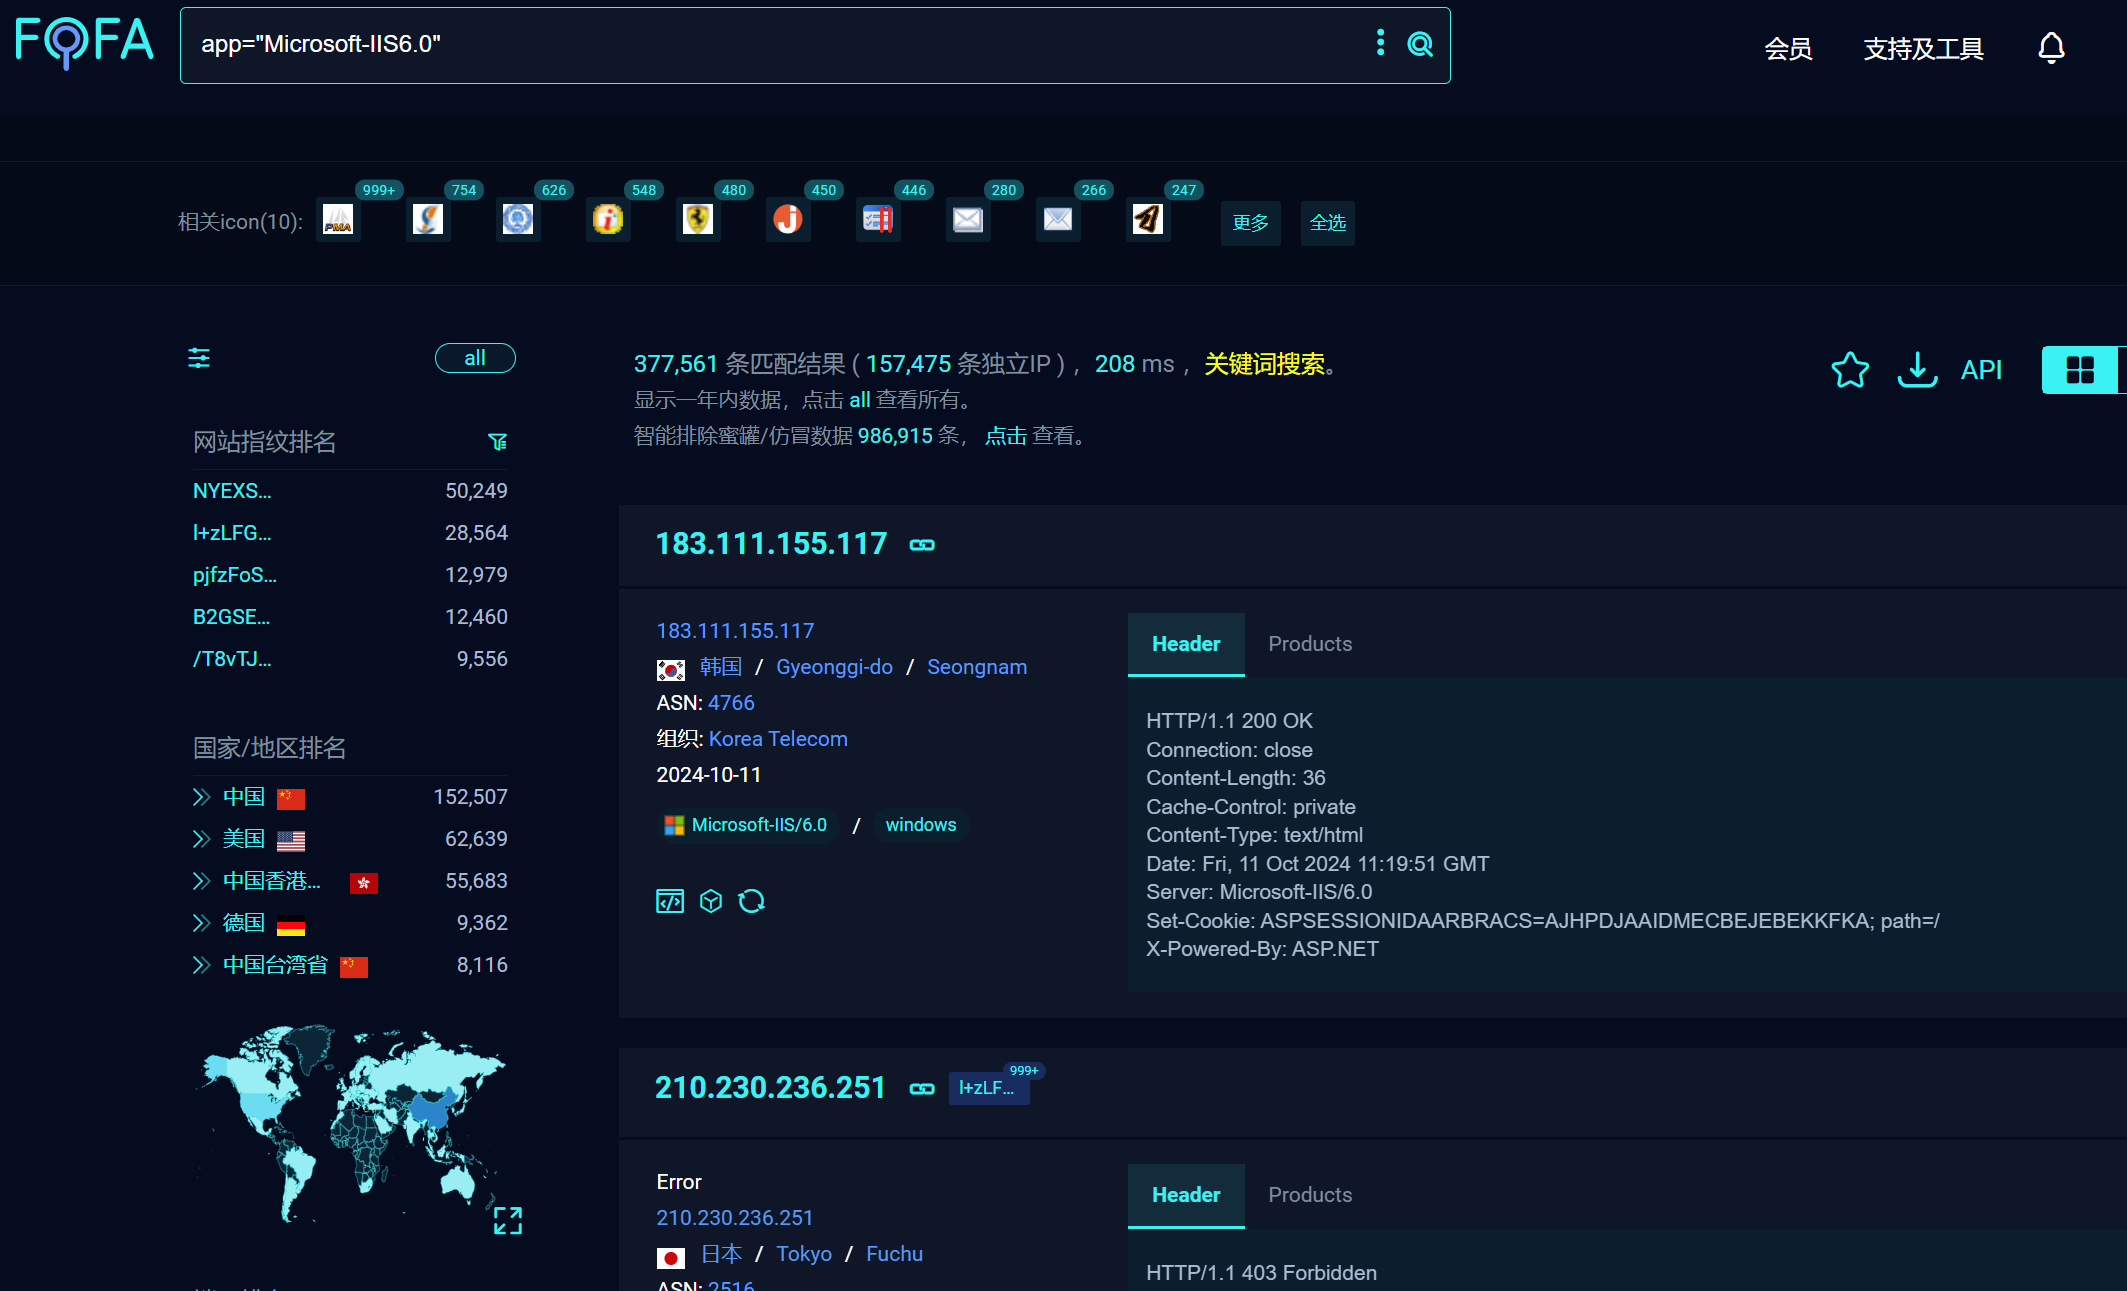 FOFA
app="Microsoft-IIS6.0"
会员
支持及工具
相关icon(10):
999+
754
626
548
480
450
446
280
266
247
PMA
更多
全选
all
377,561 条匹配结果 ( 157,475 条独立IP ) ，208 ms ，关键词搜索。
显示一年内数据，点击 all 查看所有。
智能排除蜜罐/仿冒数据 986,915 条， 点击 查看。
API
网站指纹排名
NYEXS... 50,249
l+zLFG... 28,564
pjfzFoS... 12,979
B2GSE... 12,460
/T8vTJ... 9,556
国家/地区排名
中国 152,507
美国 62,639
中国香港... 55,683
德国 9,362
中国台湾省 8,116
183.111.155.117
183.111.155.117
韩国 / Gyeonggi-do / Seongnam
ASN: 4766
组织: Korea Telecom
2024-10-11
Microsoft-IIS/6.0 / windows
Header
Products
HTTP/1.1 200 OK
Connection: close
Content-Length: 36
Cache-Control: private
Content-Type: text/html
Date: Fri, 11 Oct 2024 11:19:51 GMT
Server: Microsoft-IIS/6.0
Set-Cookie: ASPSESSIONIDAARBRACS=AJHPDJAAIDMECBEJEBEKKFKA; path=/
X-Powered-By: ASP.NET
210.230.236.251
l+zLF...
999+
Error
210.230.236.251
日本 / Tokyo / Fuchu
ASN: 2516
Header
Products
HTTP/1.1 403 Forbidden